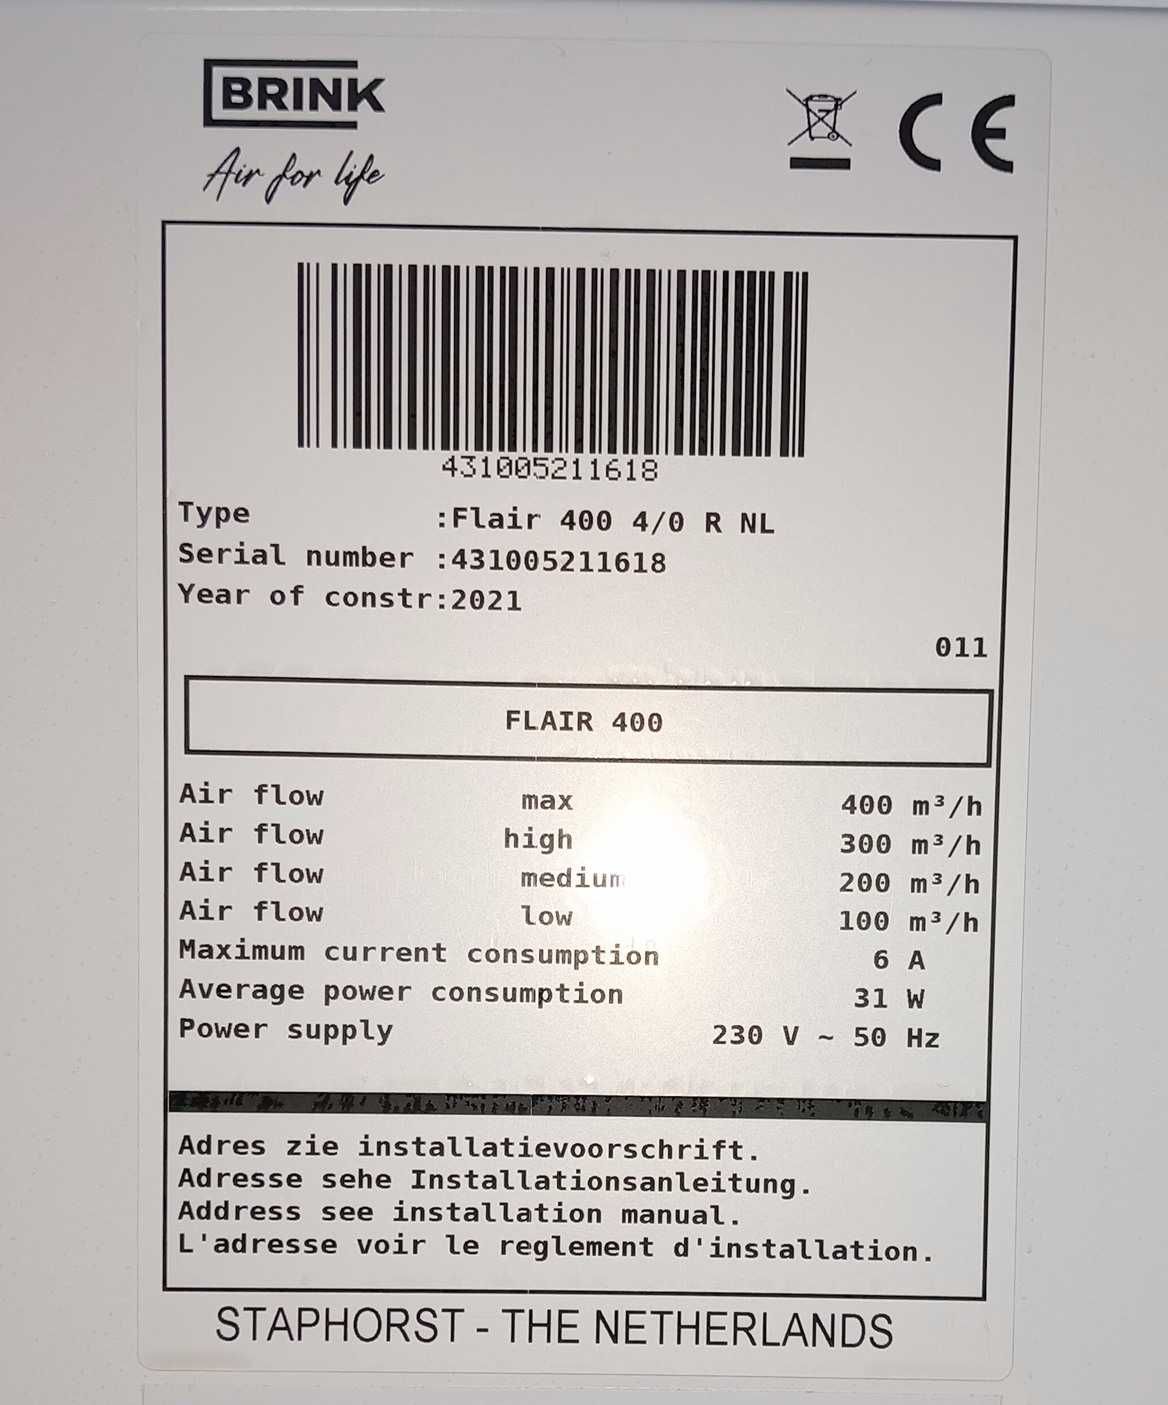 BRINK
Air for life
CE
431005211618
Type :Flair 400 4/0 R NL
Serial number :431005211618
Year of constr:2021
011
FLAIR 400
Air flow max 400 m³/h
Air flow high 300 m³/h
Air flow medium 200 m³/h
Air flow low 100 m³/h
Maximum current consumption 6 A
Average power consumption 31 W
Power supply 230 V ~ 50 Hz
Adres zie installatievoorschrift.
Adresse sehe Installationsanleitung.
Address see installation manual.
L'adresse voir le reglement d'installation.
STAPHORST - THE NETHERLANDS